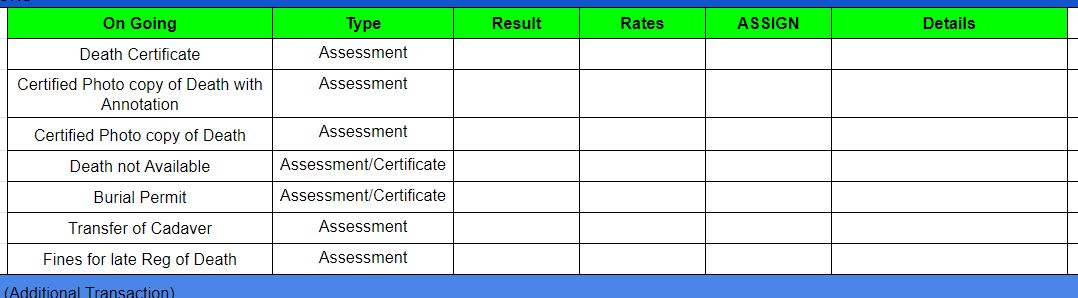 On Going Type Result Rates ASSIGN Details
Death Certificate Assessment
Certified Photo copy of Death with Assessment
Annotation
Certified Photo copy of Death Assessment
Death not Available Assessment/Certificate
Burial Permit Assessment/Certificate
Transfer of Cadaver Assessment
Fines for late Reg of Death Assessment
(Additional Transaction)